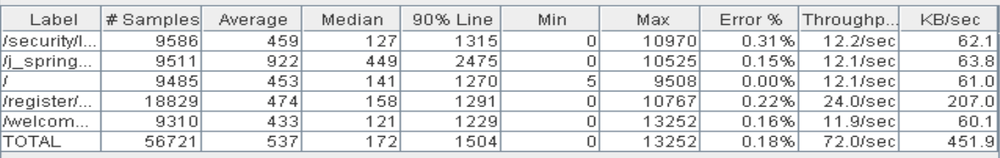 Label # Samples Average Median 90% Line Min Max Error % Throughp... KB/sec
/security/l... 9586 459 127 1315 0 10970 0.31% 12.2/sec 62.1
/j_spring... 9511 922 449 2475 0 10525 0.15% 12.1/sec 63.8
/ 9485 453 141 1270 5 9508 0.00% 12.1/sec 61.0
/register/... 18829 474 158 1291 0 10767 0.22% 24.0/sec 207.0
/welcom... 9310 433 121 1229 0 13252 0.16% 11.9/sec 60.1
TOTAL 56721 537 172 1504 0 13252 0.18% 72.0/sec 451.9